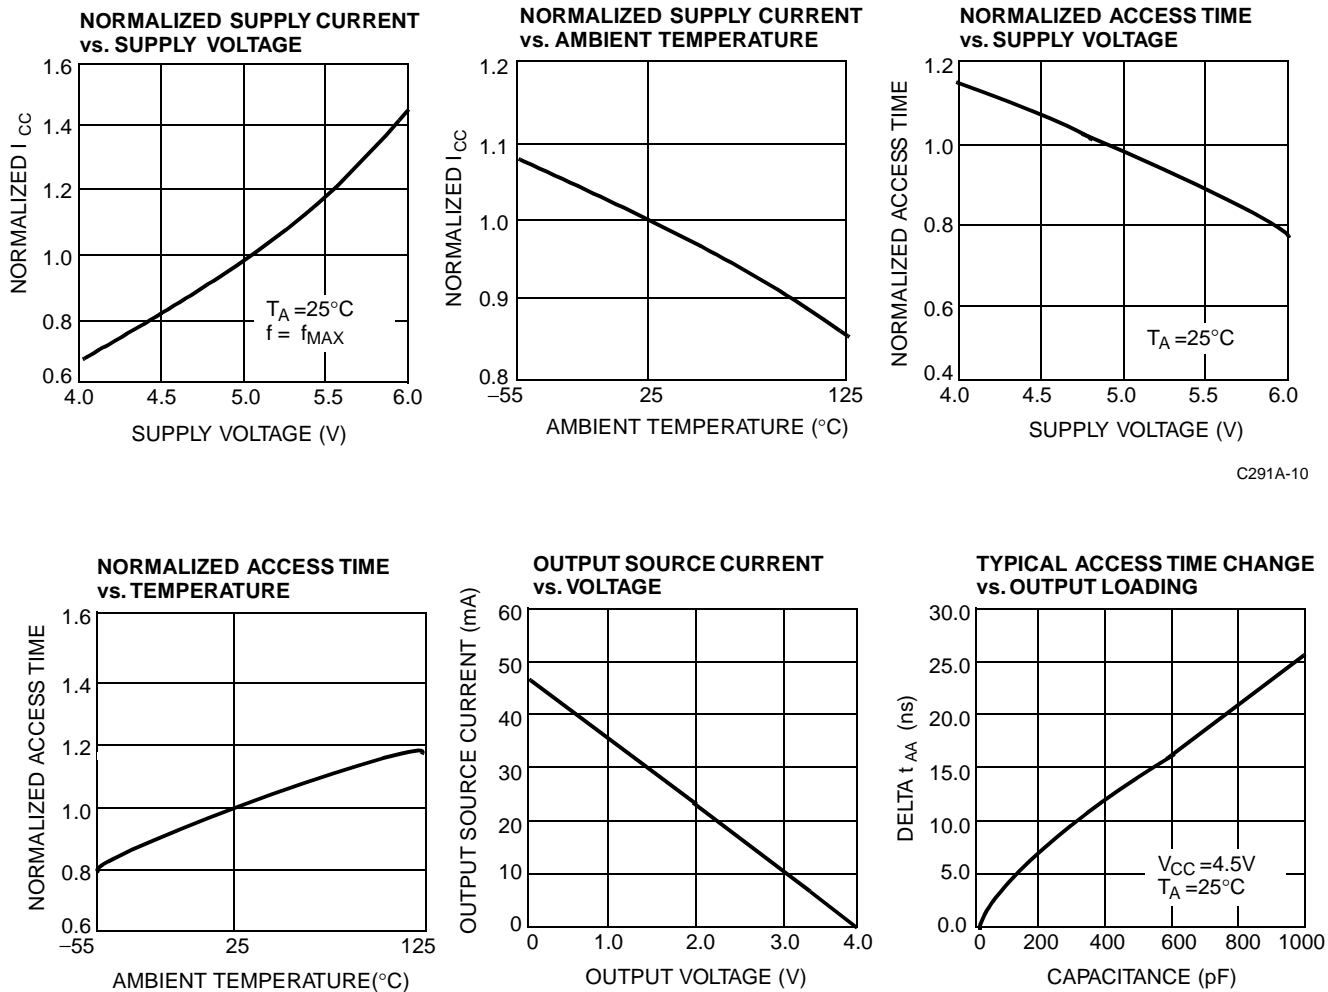 NORMALIZED SUPPLY CURRENT
vs. SUPPLY VOLTAGE
1.6
1.4
1.2
1.0
0.8
0.6
NORMALIZED I CC
TA =25°C
f = fMAX
4.0 4.5 5.0 5.5 6.0
SUPPLY VOLTAGE (V)
NORMALIZED SUPPLY CURRENT
vs. AMBIENT TEMPERATURE
1.2
1.1
1.0
0.9
0.8
NORMALIZED ICC
−55 25 125
AMBIENT TEMPERATURE (°C)
NORMALIZED ACCESS TIME
vs. SUPPLY VOLTAGE
1.2
1.0
0.8
0.6
0.4
NORMALIZED ACCESS TIME
TA =25°C
4.0 4.5 5.0 5.5 6.0
SUPPLY VOLTAGE (V)
C291A-10
NORMALIZED ACCESS TIME
vs. TEMPERATURE
1.6
1.4
1.2
1.0
0.8
0.6
NORMALIZED ACCESS TIME
−55 25 125
AMBIENT TEMPERATURE(°C)
OUTPUT SOURCE CURRENT
vs. VOLTAGE
60
50
40
30
20
10
0
OUTPUT SOURCE CURRENT (mA)
0 1.0 2.0 3.0 4.0
OUTPUT VOLTAGE (V)
TYPICAL ACCESS TIME CHANGE
vs. OUTPUT LOADING
30.0
25.0
20.0
15.0
10.0
5.0
0.0
DELTA t AA (ns)
VCC =4.5V
TA =25°C
0 200 400 600 800 1000
CAPACITANCE (pF)